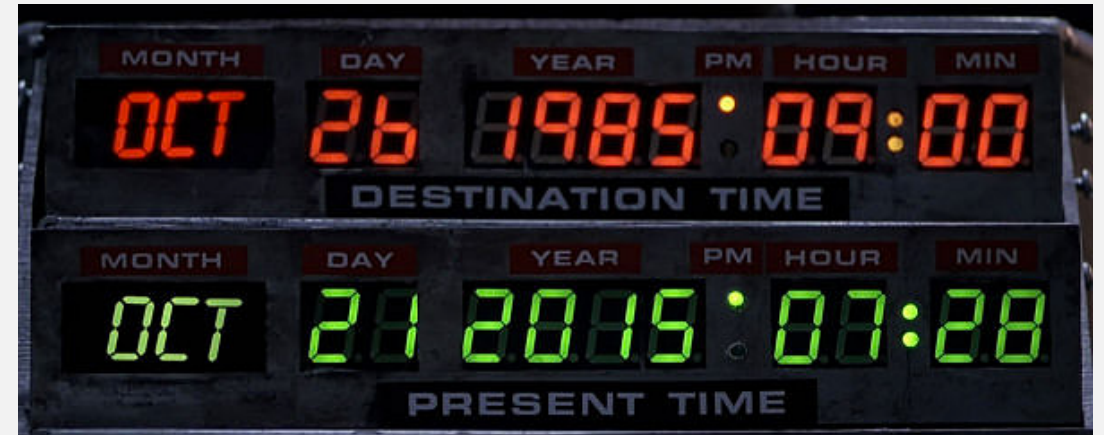 MONTH DAY YEAR PM HOUR MIN
OCT 26 1985 09:00
DESTINATION TIME
MONTH DAY YEAR PM HOUR MIN
OCT 21 2015 07:28
PRESENT TIME